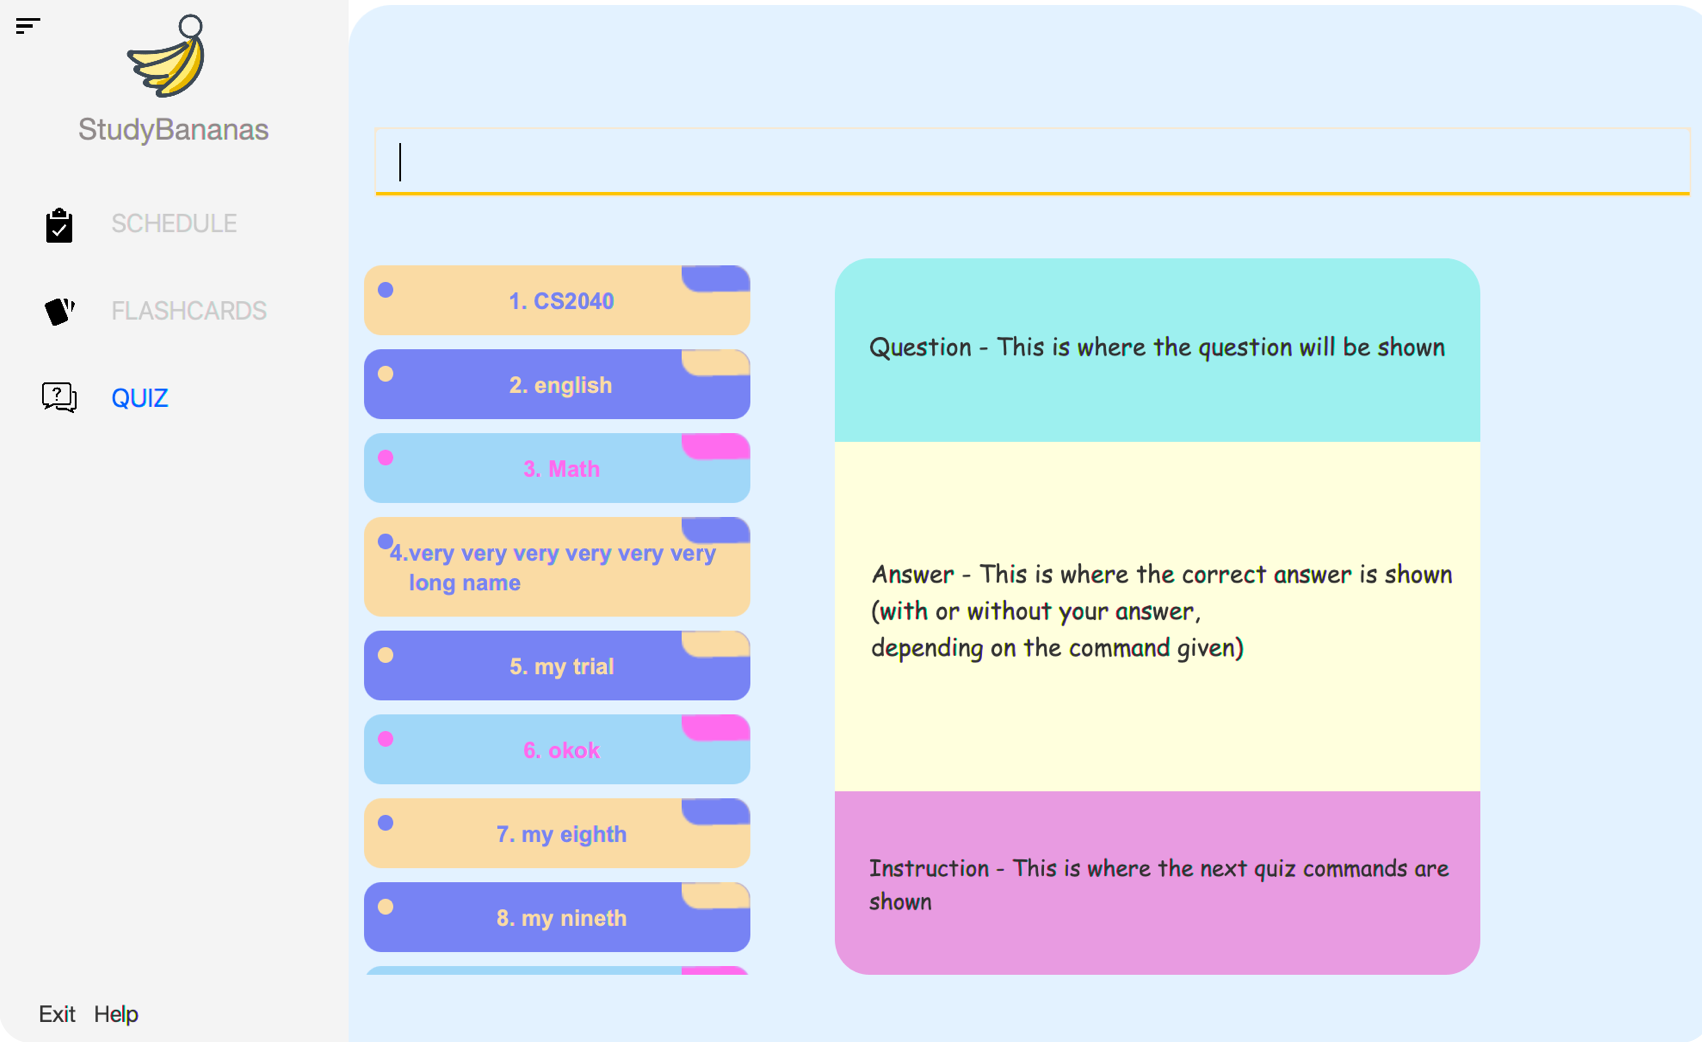 StudyBananas
SCHEDULE
FLASHCARDS
QUIZ
Exit Help
1. CS2040
2. english
3. Math
4.very very very very very very
long name
5. my trial
6. okok
7. my eighth
8. my nineth
Question - This is where the question will be shown
Answer - This is where the correct answer is shown
(with or without your answer,
depending on the command given)
Instruction - This is where the next quiz commands are
shown